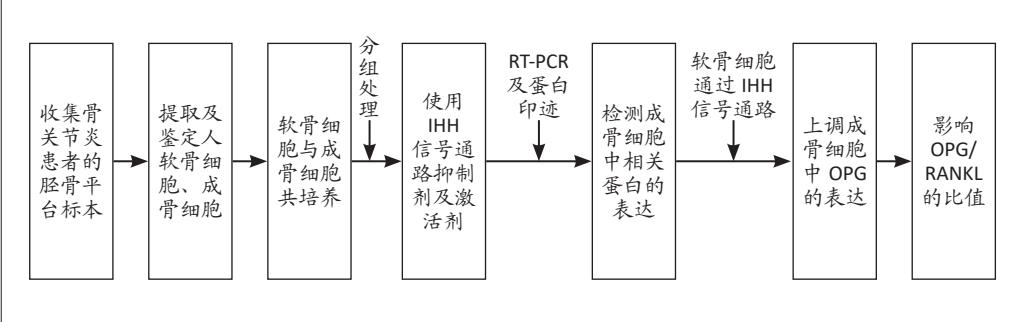 收集骨
关节炎
患者的
胫骨平
台标本
提取及
鉴定人
软骨细
胞、成
骨细胞
软骨细
胞与成
骨细胞
共培养
分
组
处
理
使用
IHH
信号通
路抑制
剂及激
活剂
RT-PCR
及蛋白
印迹
检测成
骨细胞
中相关
蛋白的
表达
软骨细胞
通过 IHH
信号通路
上调成
骨细胞
中 OPG
的表达
影响
OPG/
RANKL
的比值